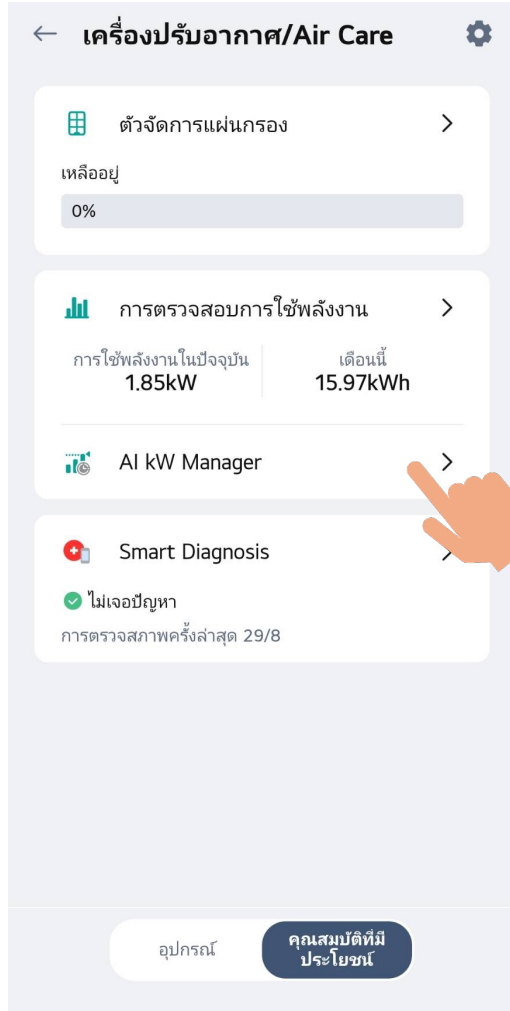 เครื่องปรับอากาศ/Air Care
ตัวจัดการแผ่นกรอง
เหลืออยู่
0%
การตรวจสอบการใช้พลังงาน
การใช้พลังงานในปัจจุบัน
1.85kW
เดือนนี้
15.97kWh
AI kW Manager
Smart Diagnosis
ไม่เจอปัญหา
การตรวจสภาพครั้งล่าสุด 29/8
อุปกรณ์
คุณสมบัติที่มี
ประโยชน์